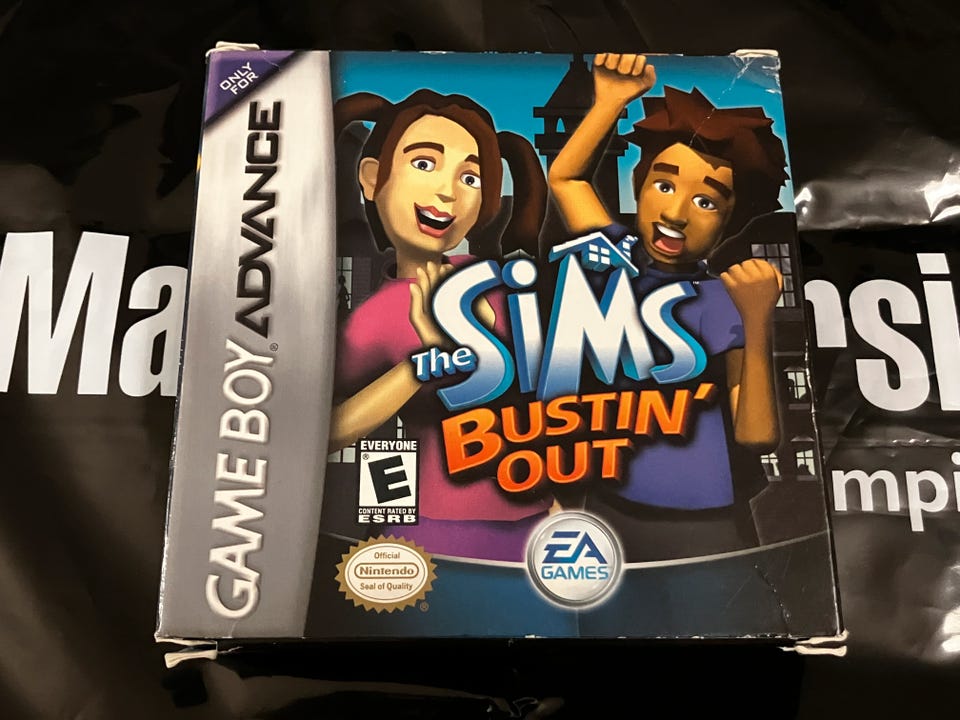 ONLY
FOR
GAME BOY ADVANCE
The SiMS™
BUSTIN'
OUT
EVERYONE
E
®
CONTENT RATED BY
ESRB
Official
Nintendo
Seal of Quality
®
EA
GAMES
Ma
nsi
mpi